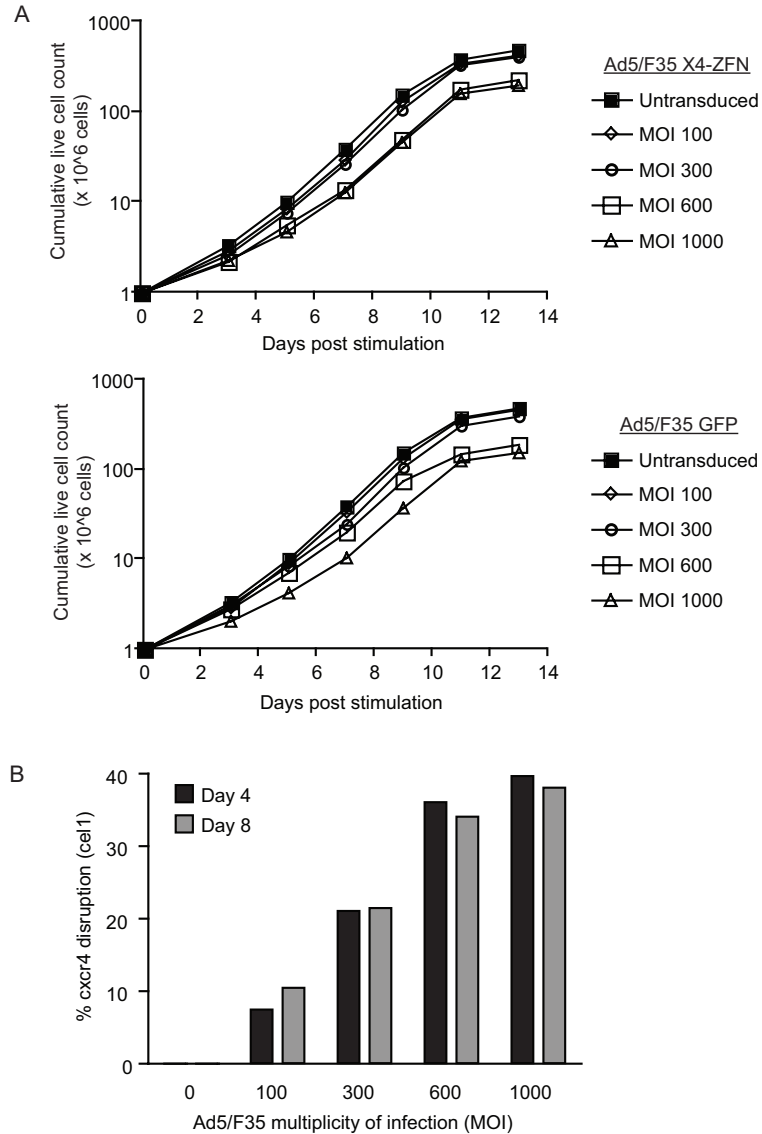 A
Cumulative live cell count
(x 10^6 cells)
1000
100
10
1
0 2 4 6 8 10 12 14
Days post stimulation
Ad5/F35 X4-ZFN
Untransduced
MOI 100
MOI 300
MOI 600
MOI 1000
Cumulative live cell count
(x 10^6 cells)
1000
100
10
1
0 2 4 6 8 10 12 14
Days post stimulation
Ad5/F35 GFP
Untransduced
MOI 100
MOI 300
MOI 600
MOI 1000
B
% cxcr4 disruption (cel1)
40
30
20
10
0
Day 4
Day 8
0 100 300 600 1000
Ad5/F35 multiplicity of infection (MOI)